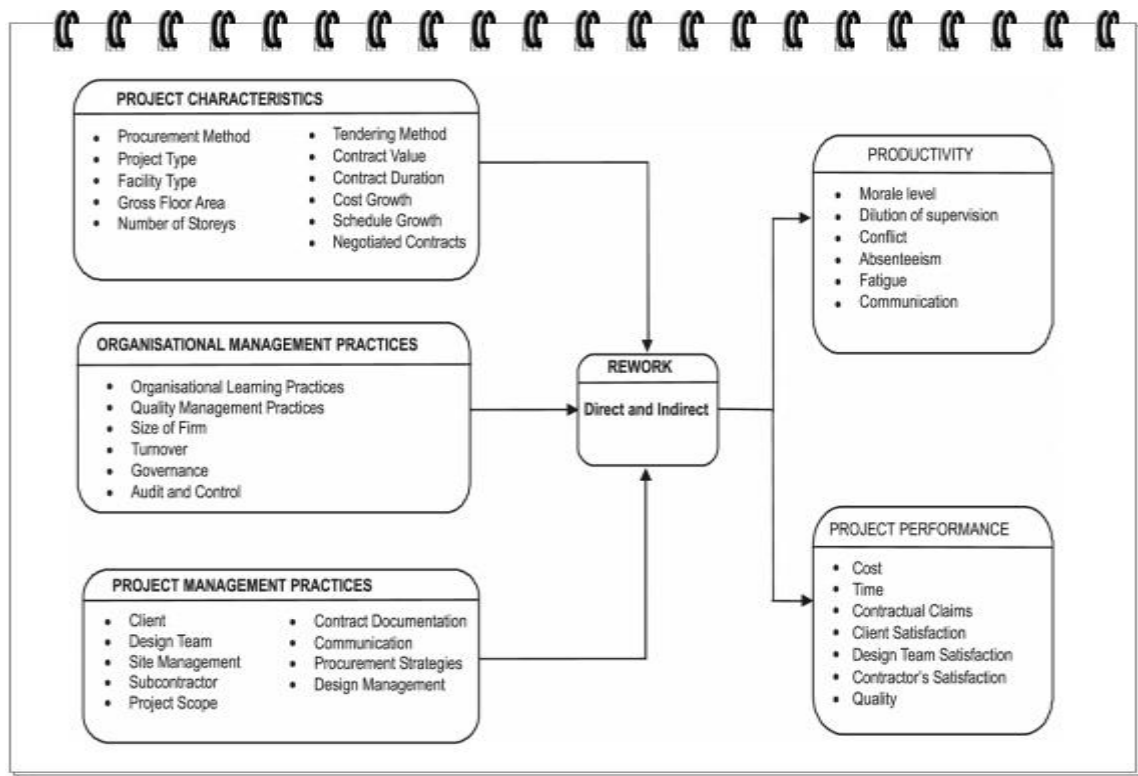 PROJECT CHARACTERISTICS
• Procurement Method
• Project Type
• Facility Type
• Gross Floor Area
• Number of Storeys
• Tendering Method
• Contract Value
• Contract Duration
• Cost Growth
• Schedule Growth
• Negotiated Contracts
ORGANISATIONAL MANAGEMENT PRACTICES
• Organisational Learning Practices
• Quality Management Practices
• Size of Firm
• Turnover
• Governance
• Audit and Control
PROJECT MANAGEMENT PRACTICES
• Client
• Design Team
• Site Management
• Subcontractor
• Project Scope
• Contract Documentation
• Communication
• Procurement Strategies
• Design Management
REWORK
Direct and Indirect
PRODUCTIVITY
• Morale level
• Dilution of supervision
• Conflict
• Absenteeism
• Fatigue
• Communication
PROJECT PERFORMANCE
• Cost
• Time
• Contractual Claims
• Client Satisfaction
• Design Team Satisfaction
• Contractor's Satisfaction
• Quality